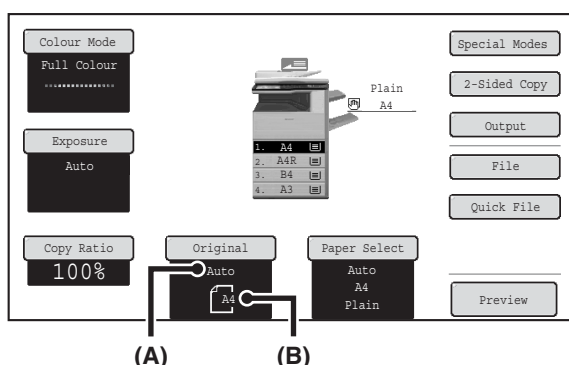 Colour Mode
Full Colour
Exposure
Auto
Copy Ratio
100%
Plain
A4
1. A4
2. A4R
3. B4
4. A3
Original
Auto
A4
Paper Select
Auto
A4
Plain
Special Modes
2-Sided Copy
Output
File
Quick File
Preview
(A)
(B)